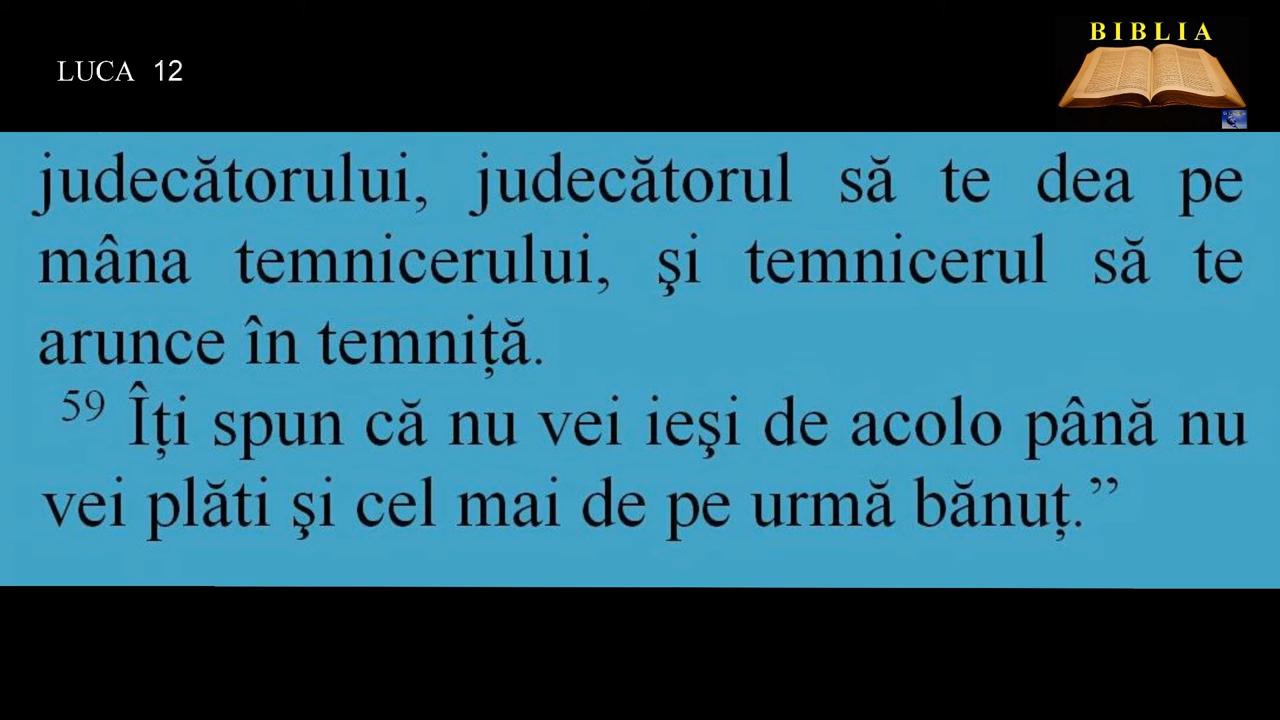 BIBLIA
LUCA 12
judecătorului, judecătorul să te dea pe
mâna temnicerului, şi temnicerul să te
arunce în temniță.
59 Îți spun că nu vei ieşi de acolo până nu
vei plăti şi cel mai de pe urmă bănuț.”